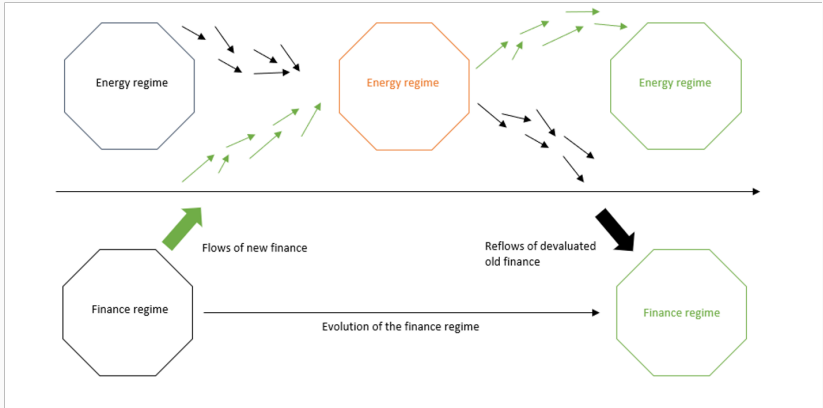 Energy regime
Energy regime
Energy regime
Flows of new finance
Reflows of devaluated
old finance
Finance regime
Finance regime
Evolution of the finance regime